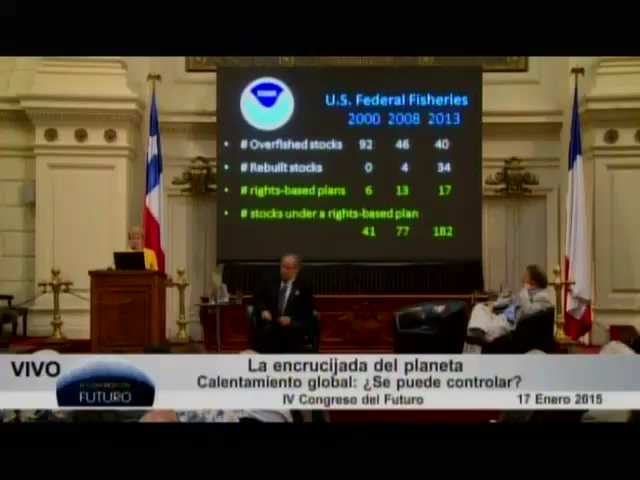 U.S. Federal Fisheries
2000 2008 2013
• # Overfished stocks 92 46 40
• # Rebuilt stocks 0 4 34
• # rights-based plans 6 13 17
• # stocks under a rights-based plan
41 77 182
VIVO
FUTURO
La encrucijada del planeta
Calentamiento global: ¿Se puede controlar?
IV Congreso del Futuro 17 Enero 2015